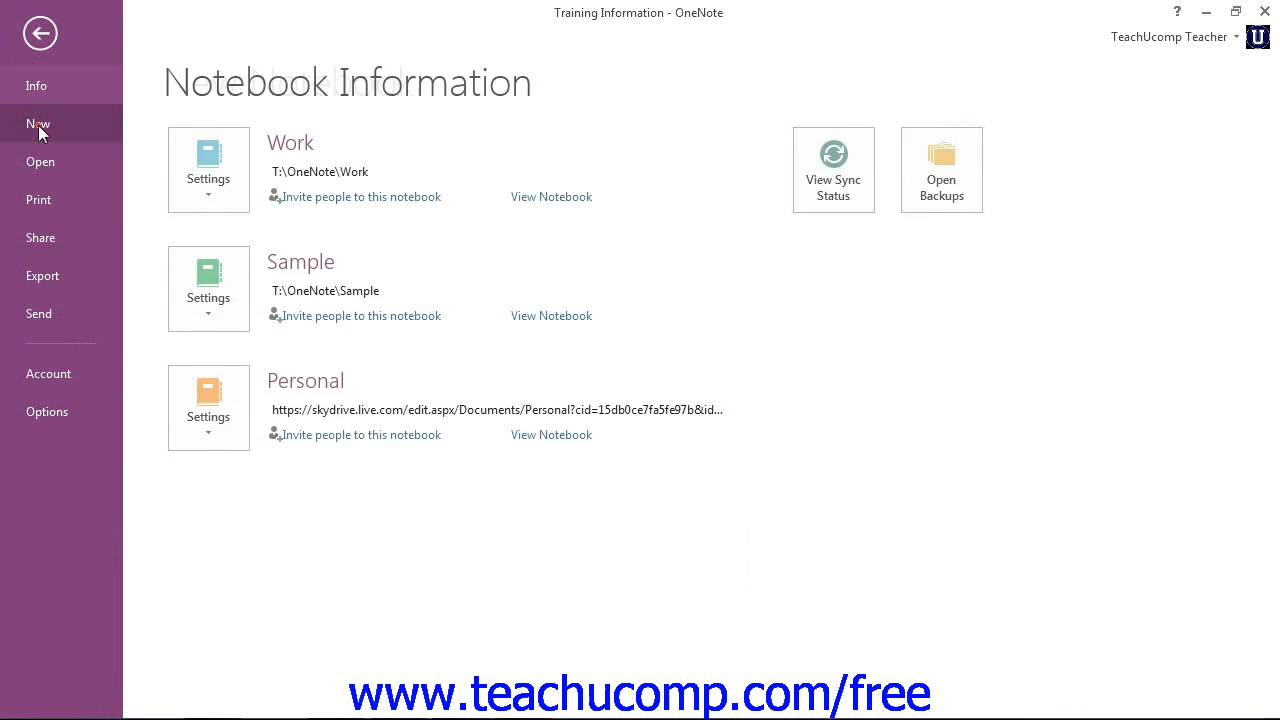 Training Information - OneNote
?
TeachUcomp Teacher
U
Info
New
Open
Print
Share
Export
Send
Account
Options
Notebook Information
Settings
Work
T:\OneNote\Work
Invite people to this notebook
View Notebook
View Sync
Status
Open
Backups
Settings
Sample
T:\OneNote\Sample
Invite people to this notebook
View Notebook
Settings
Personal
https://skydrive.live.com/edit.aspx/Documents/Personal?cid=15db0ce7fa5fe97b&id...
Invite people to this notebook
View Notebook
www.teachucomp.com/free